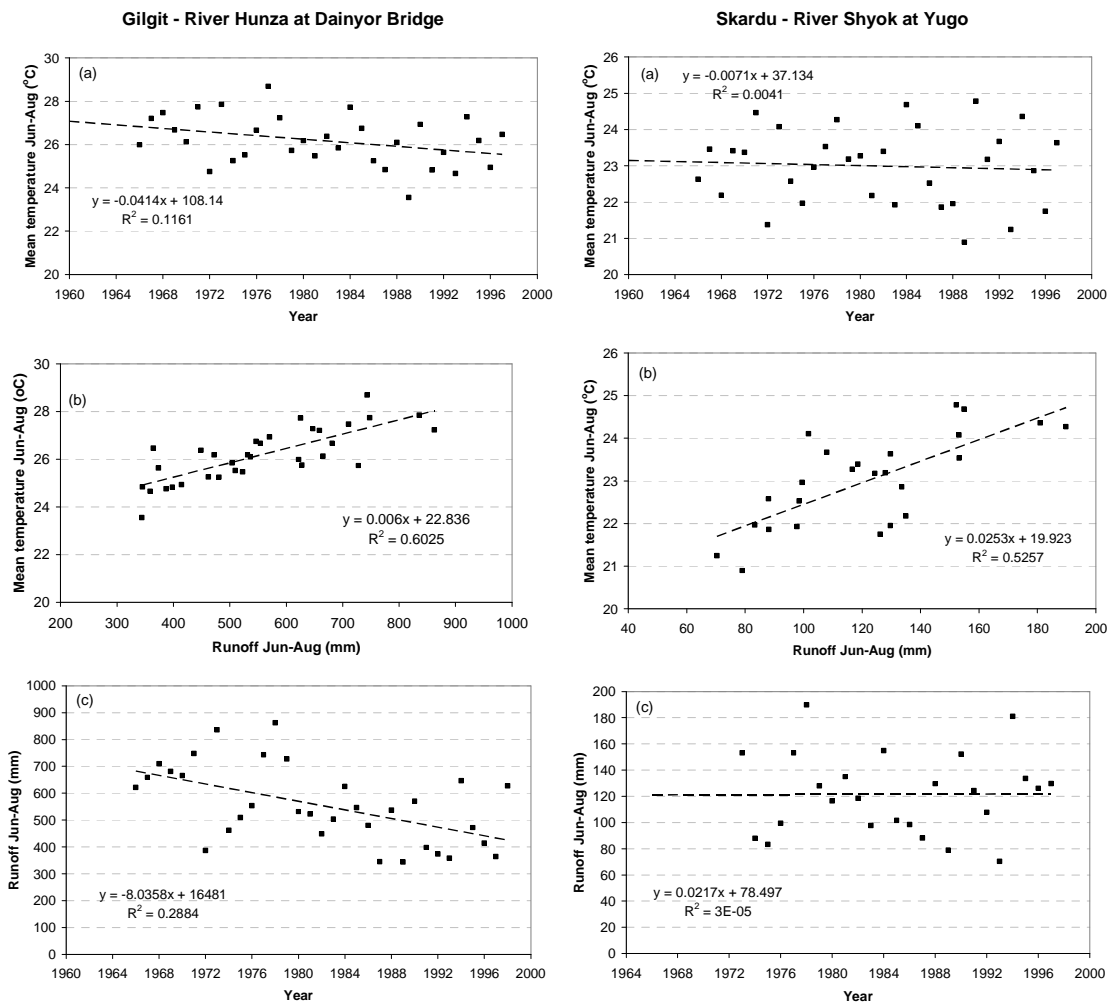 Gilgit - River Hunza at Dainyor Bridge
Skardu - River Shyok at Yugo
(a)
Mean temperature Jun-Aug (°C)
30
28
26
24
22
20
y = -0.0414x + 108.14
R² = 0.1161
1960 1964 1968 1972 1976 1980 1984 1988 1992 1996 2000
Year
(a)
Mean temperature Jun-Aug (°C)
26
25
24
23
22
21
20
y = -0.0071x + 37.134
R² = 0.0041
1960 1964 1968 1972 1976 1980 1984 1988 1992 1996 2000
Year
(b)
Mean temperature Jun-Aug (oC)
30
28
26
24
22
20
y = 0.006x + 22.836
R² = 0.6025
200 300 400 500 600 700 800 900 1000
Runoff Jun-Aug (mm)
(b)
Mean temperature Jun-Aug (°C)
26
25
24
23
22
21
20
y = 0.0253x + 19.923
R² = 0.5257
40 60 80 100 120 140 160 180 200
Runoff Jun-Aug (mm)
(c)
Runoff Jun-Aug (mm)
1000
900
800
700
600
500
400
300
200
100
0
y = -8.0358x + 16481
R² = 0.2884
1960 1964 1968 1972 1976 1980 1984 1988 1992 1996 2000
Year
(c)
Runoff Jun-Aug (mm)
200
180
160
140
120
100
80
60
40
20
0
y = 0.0217x + 78.497
R² = 3E-05
1964 1968 1972 1976 1980 1984 1988 1992 1996 2000
Year